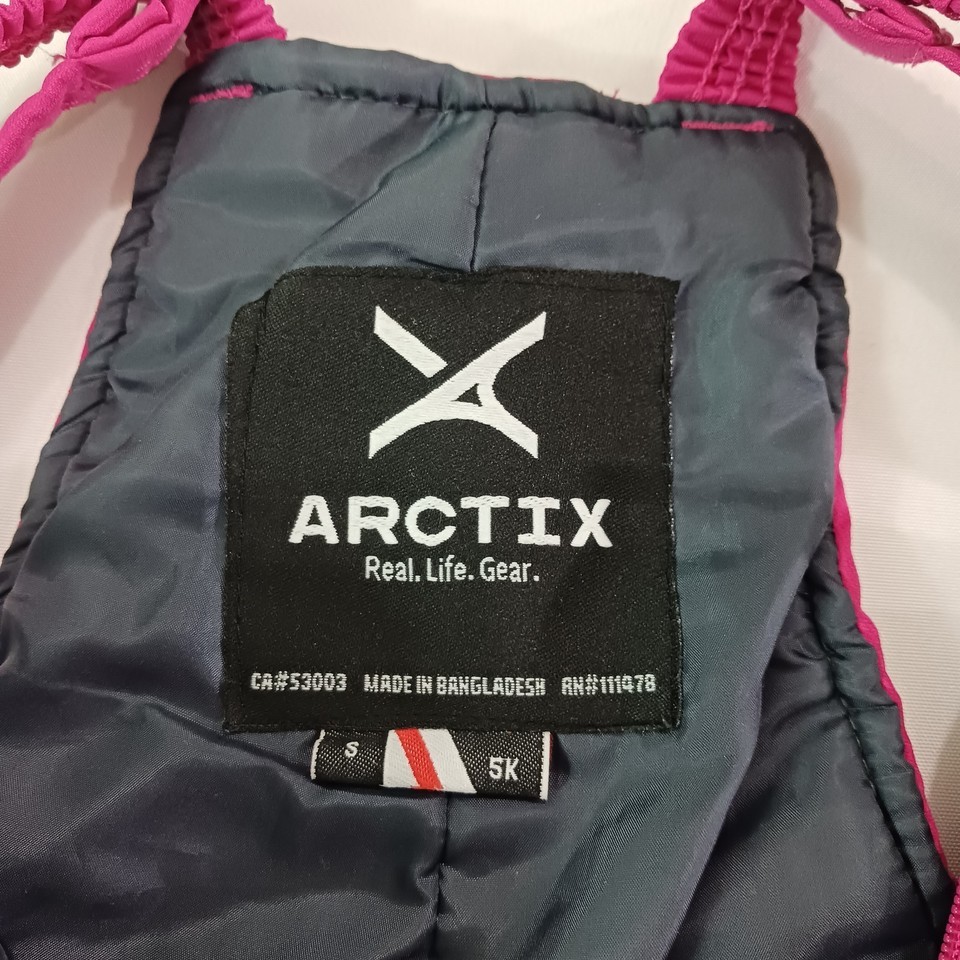 ARCTIX
Real. Life. Gear.
CA#53003 MADE IN BANGLADESH RN#111478
S 5K